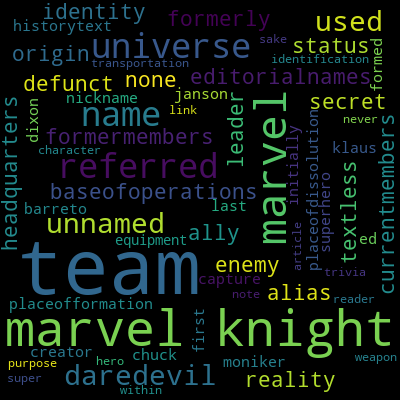 identity
formerly
used
historytext
origin
universe
sake
status
formed
transportation
identification
defunct
none
editorialnames
nickname
janson
secret
link
name
dixon
formermembers
leader
marvel
initially
placeofdissolution
superhero
never
klaus
headquarters
character
referred
textless
currentmembers
baseofoperations
barreto
last
unnamed
equipment
ally
article
ed
enemy
trivia
team
capture
note
alias
reader
placeofformation
first
marvel knight
creator
chuck
moniker
weapon
purpose
hero
super
daredevil
within
reality